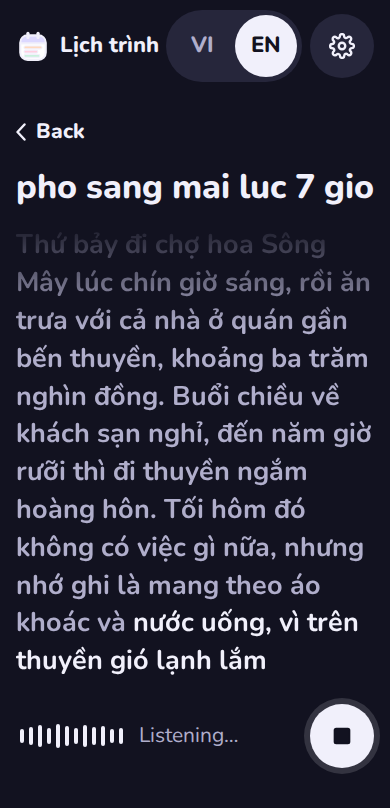 Lịch trình
VI
EN
Back
pho sang mai luc 7 gio
Thứ bảy đi chợ hoa Sông
Mây lúc chín giờ sáng, rồi ăn
trưa với cả nhà ở quán gần
bến thuyền, khoảng ba trăm
nghìn đồng. Buổi chiều về
khách sạn nghỉ, đến năm giờ
rưỡi thì đi thuyền ngắm
hoàng hôn. Tối hôm đó
không có việc gì nữa, nhưng
nhớ ghi là mang theo áo
khoác và nước uống, vì trên
thuyền gió lạnh lắm
Listening...